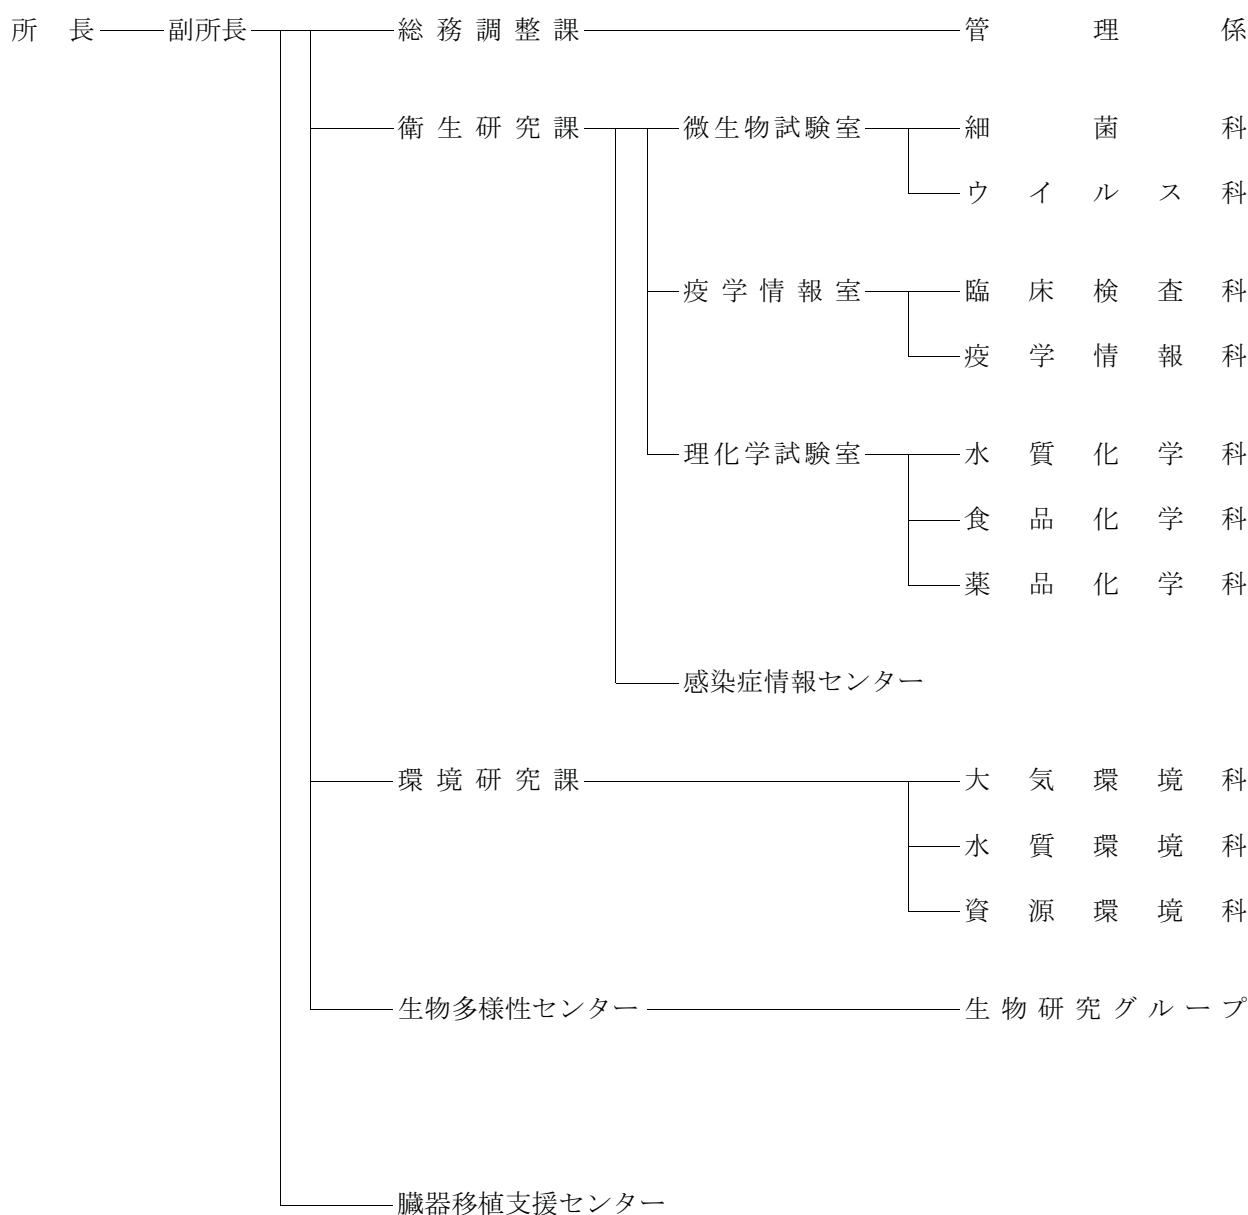 所長 副所長 総務調整課 管理係
衛生研究課 微生物試験室 細菌科
ウイルス科
疫学情報室 臨床検査科
疫学情報科
理化学試験室 水質化学科
食品化学科
薬品化学科
感染症情報センター
環境研究課 大気環境科
水質環境科
資源環境科
生物多様性センター 生物研究グループ
臓器移植支援センター